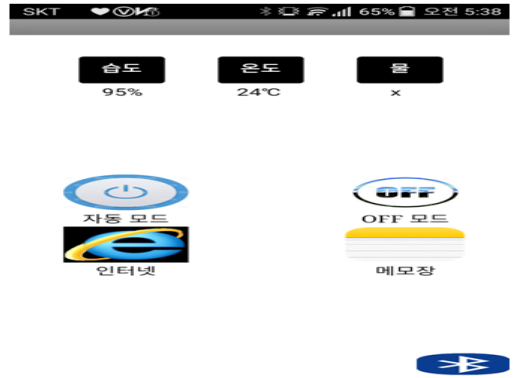 SKT 65% 오전 5:38
습도 온도 물
95% 24℃ x
OFF
자동 모드 OFF 모드
인터넷 메모장